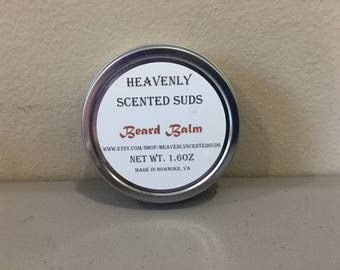 Heavenly
Scented Suds
Beard Balm
www.etsy.com/shop/heavenlyscentedsuds
Net wt. 1.6oz
Made in Roanoke, VA